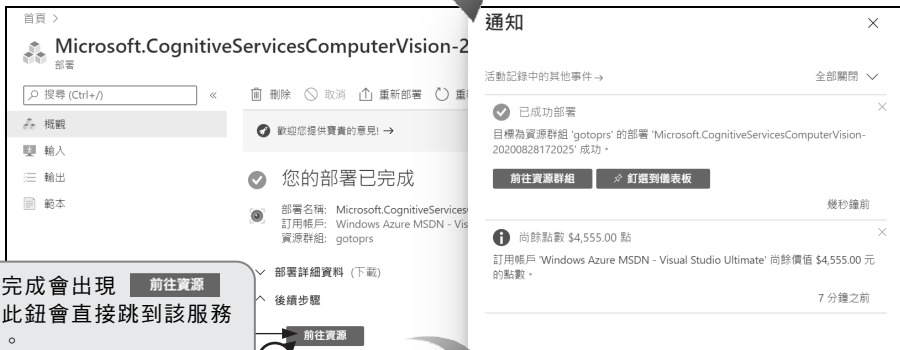 首頁 >
Microsoft.CognitiveServicesComputerVision-2
部署
搜尋 (Ctrl+/)
«
刪除 取消 重新部署 重
概觀
輸入
輸出
範本
歡迎您提供寶貴的意見! →
您的部署已完成
部署名稱: Microsoft.CognitiveServices
訂用帳戶: Windows Azure MSDN - Vis
資源群組: gotoprs
部署詳細資料 (下載)
後續步驟
前往資源
完成會出現 前往資源
此鈕會直接跳到該服務
。
通知
活動記錄中的其他事件→ 全部關閉
已成功部署
目標為資源群組 'gotoprs' 的部署 'Microsoft.CognitiveServicesComputerVision-
20200828172025' 成功。
前往資源群組 釘選到儀表板
幾秒鐘前
尚餘點數 $4,555.00 點
訂用帳戶 'Windows Azure MSDN - Visual Studio Ultimate' 尚餘價值 $4,555.00 元
的點數。
7 分鐘之前